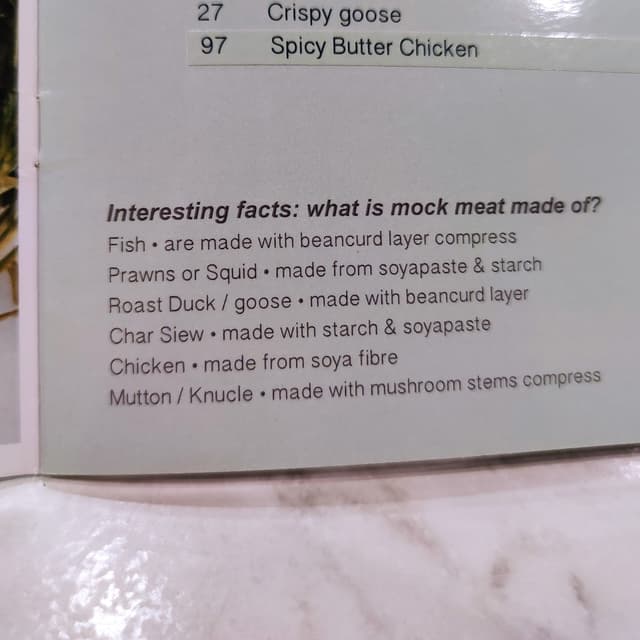 27 Crispy goose
97 Spicy Butter Chicken
Interesting facts: what is mock meat made of?
Fish • are made with beancurd layer compress
Prawns or Squid • made from soyapaste & starch
Roast Duck / goose • made with beancurd layer
Char Siew • made with starch & soyapaste
Chicken • made from soya fibre
Mutton / Knucle • made with mushroom stems compress